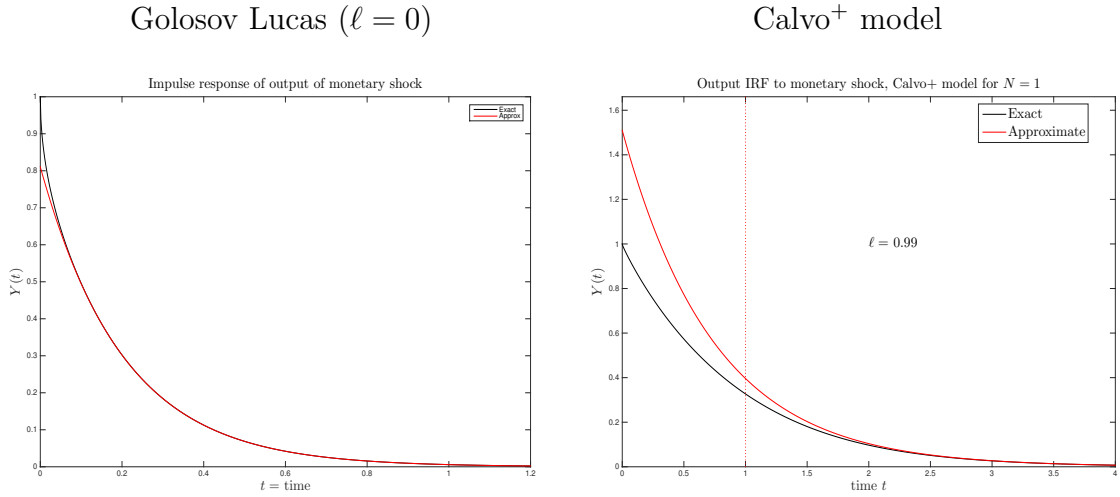 Golosov Lucas (ℓ = 0)
Impulse response of output of monetary shock
Exact
Approx
Y(t)
1
0.9
0.8
0.7
0.6
0.5
0.4
0.3
0.2
0.1
0
0 0.2 0.4 0.6 0.8 1 1.2
t = time
Calvo⁺ model
Output IRF to monetary shock, Calvo+ model for N = 1
Exact
Approximate
ℓ = 0.99
Y(t)
1.6
1.4
1.2
1
0.8
0.6
0.4
0.2
0
0 0.5 1 1.5 2 2.5 3 3.5 4
time t